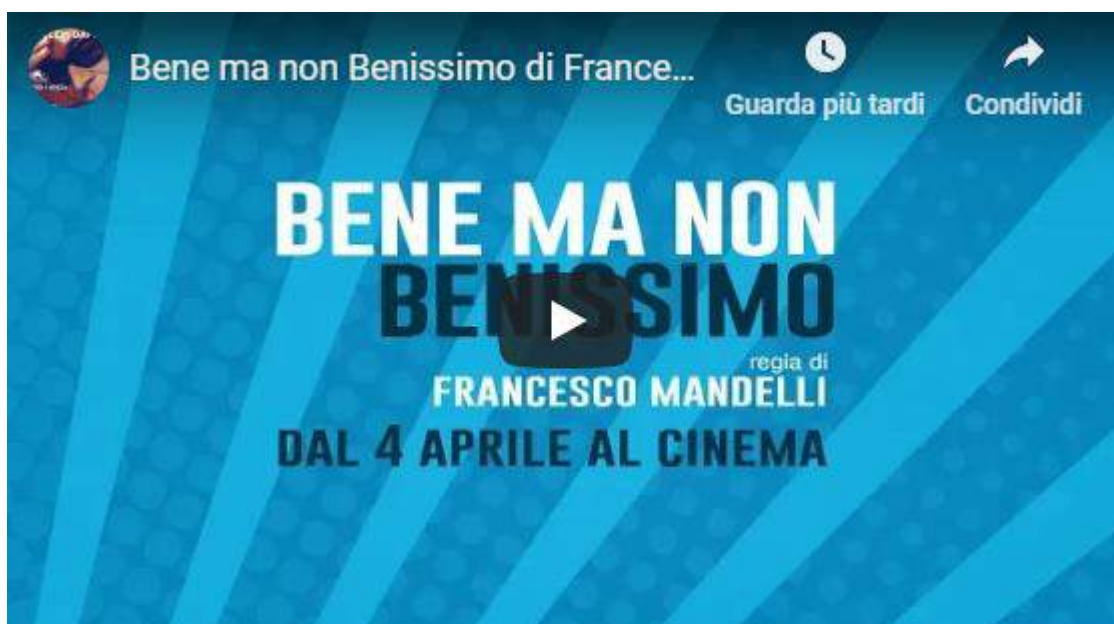 Bene ma non Benissimo di France...
Guarda più tardi
Condividi
BENE MA NON
BENISSIMO
regia di
FRANCESCO MANDELLI
DAL 4 APRILE AL CINEMA